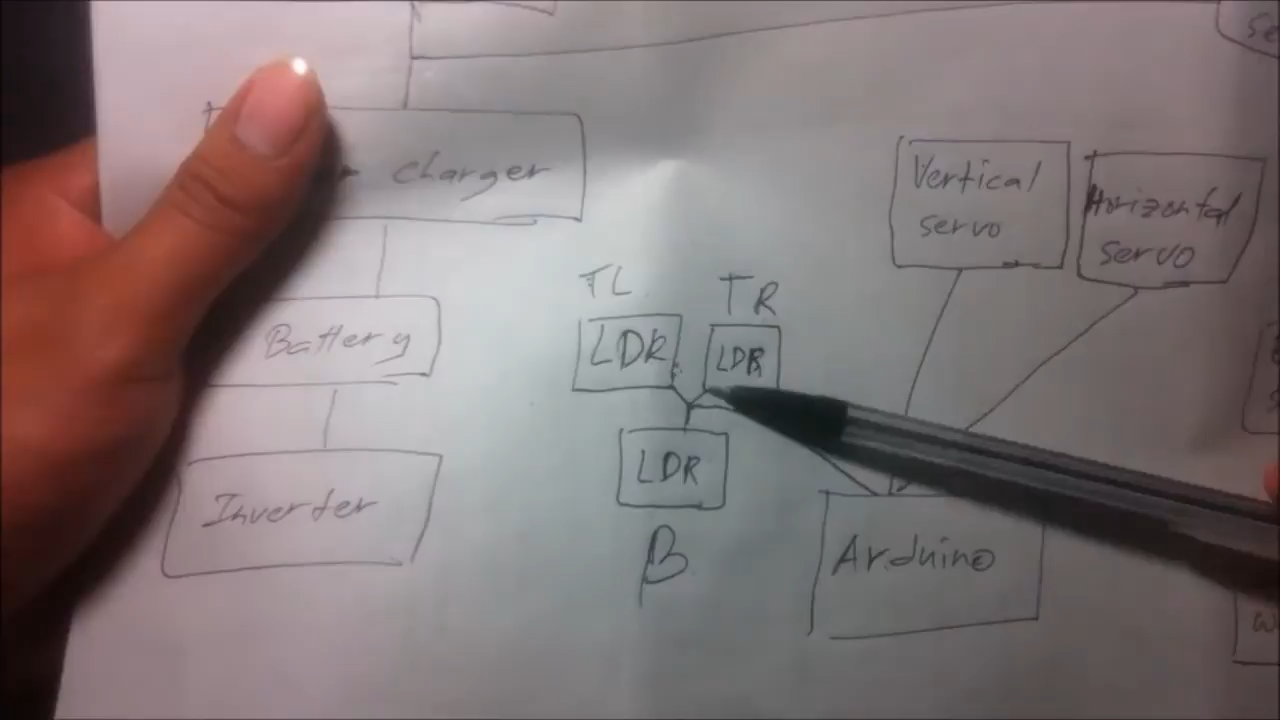 charger
Battery
Inverter
TL
TR
LDR
LDR
LDR
B
Vertical
servo
Horizontal
servo
Arduino